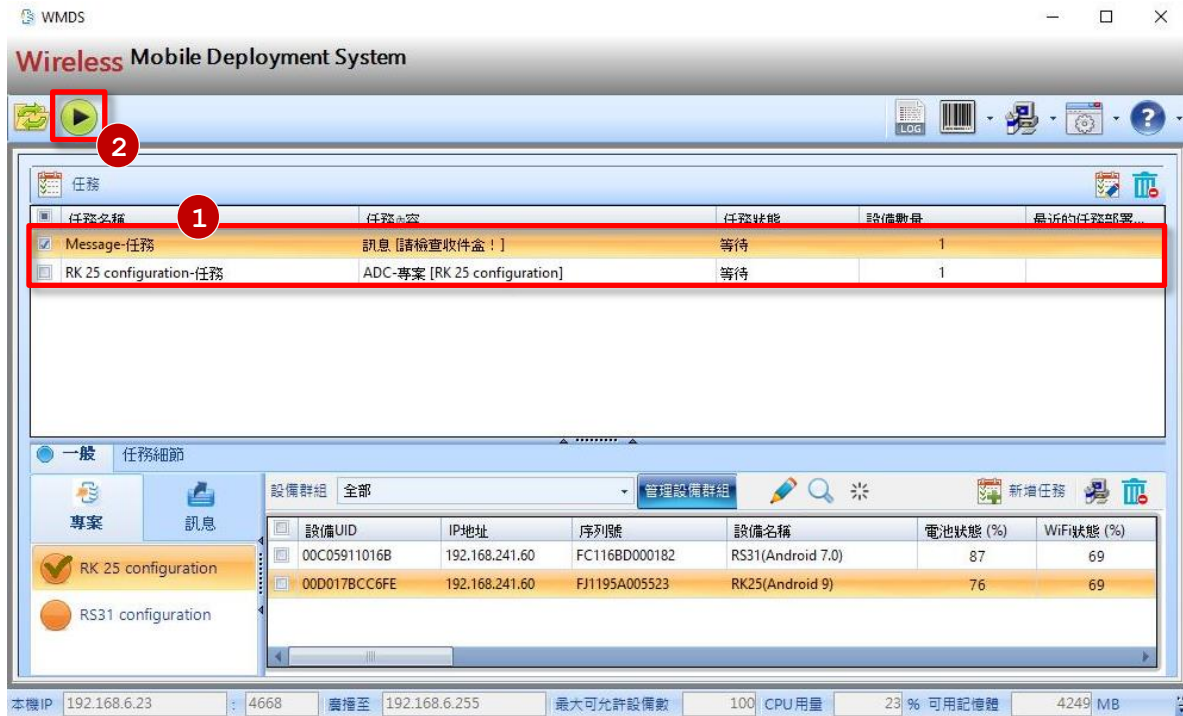 WMDS
Wireless Mobile Deployment System
LOG
2
任務
1
任務名稱 任務內容 任務狀態 設備數量 最近的任務部署...
Message-任務 訊息 [請檢查收件盒！] 等待 1
RK 25 configuration-任務 ADC-專案 [RK 25 configuration] 等待 1
一般 任務細節
專案 訊息
設備群組 全部 管理設備群組 新增任務
設備UID IP地址 序列號 設備名稱 電池狀態 (%) WiFi狀態 (%)
00C05911016B 192.168.241.60 FC116BD000182 RS31(Android 7.0) 87 69
RK 25 configuration
00D017BCC6FE 192.168.241.60 FJ1195A005523 RK25(Android 9) 76 69
RS31 configuration
本機IP 192.168.6.23 : 4668 廣播至 192.168.6.255 最大可允許設備數 100 CPU用量 23 % 可用記憶體 4249 MB